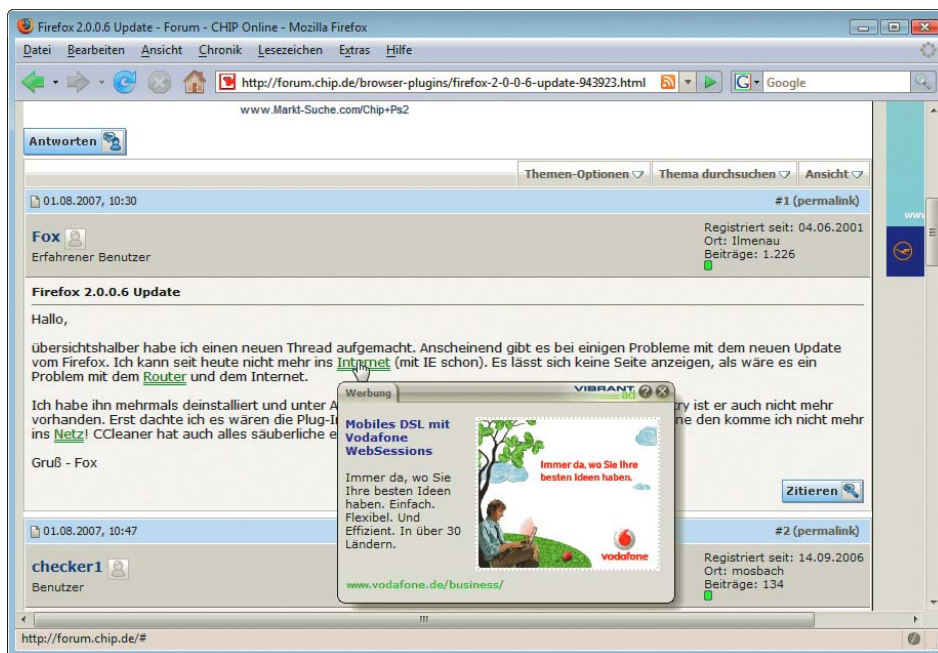 Firefox 2.0.0.6 Update - Forum - CHIP Online - Mozilla Firefox
Datei Bearbeiten Ansicht Chronik Lesezeichen Extras Hilfe
http://forum.chip.de/browser-plugins/firefox-2-0-0-6-update-943923.html
G Google
www.Markt-Suche.com/Chip+Ps2
Antworten
Themen-Optionen Thema durchsuchen Ansicht
01.08.2007, 10:30 #1 (permalink)
www
Fox
Erfahrener Benutzer
Registriert seit: 04.06.2001
Ort: Ilmenau
Beiträge: 1.226
Firefox 2.0.0.6 Update
Hallo,
übersichtshalber habe ich einen neuen Thread aufgemacht. Anscheinend gibt es bei einigen Probleme mit dem neuen Update
vom Firefox. Ich kann seit heute nicht mehr ins Internet (mit IE schon). Es lässt sich keine Seite anzeigen, als wäre es ein
Problem mit dem Router und dem Internet.
Ich habe ihn mehrmals deinstalliert und unter A try ist er auch nicht mehr
vorhanden. Erst dachte ich es wären die Plug-I ne den komme ich nicht mehr
ins Netz! CCleaner hat auch alles säuberliche e
Gruß - Fox
Werbung VIBRANT ad
Mobiles DSL mit
Vodafone
WebSessions
Immer da, wo Sie
Ihre besten Ideen
haben. Einfach.
Flexibel. Und
Effizient. In über 30
Ländern.
Immer da, wo Sie Ihre
besten Ideen haben.
vodafone
www.vodafone.de/business/
Zitieren
01.08.2007, 10:47 #2 (permalink)
checker1
Benutzer
Registriert seit: 14.09.2006
Ort: mosbach
Beiträge: 134
http://forum.chip.de/#